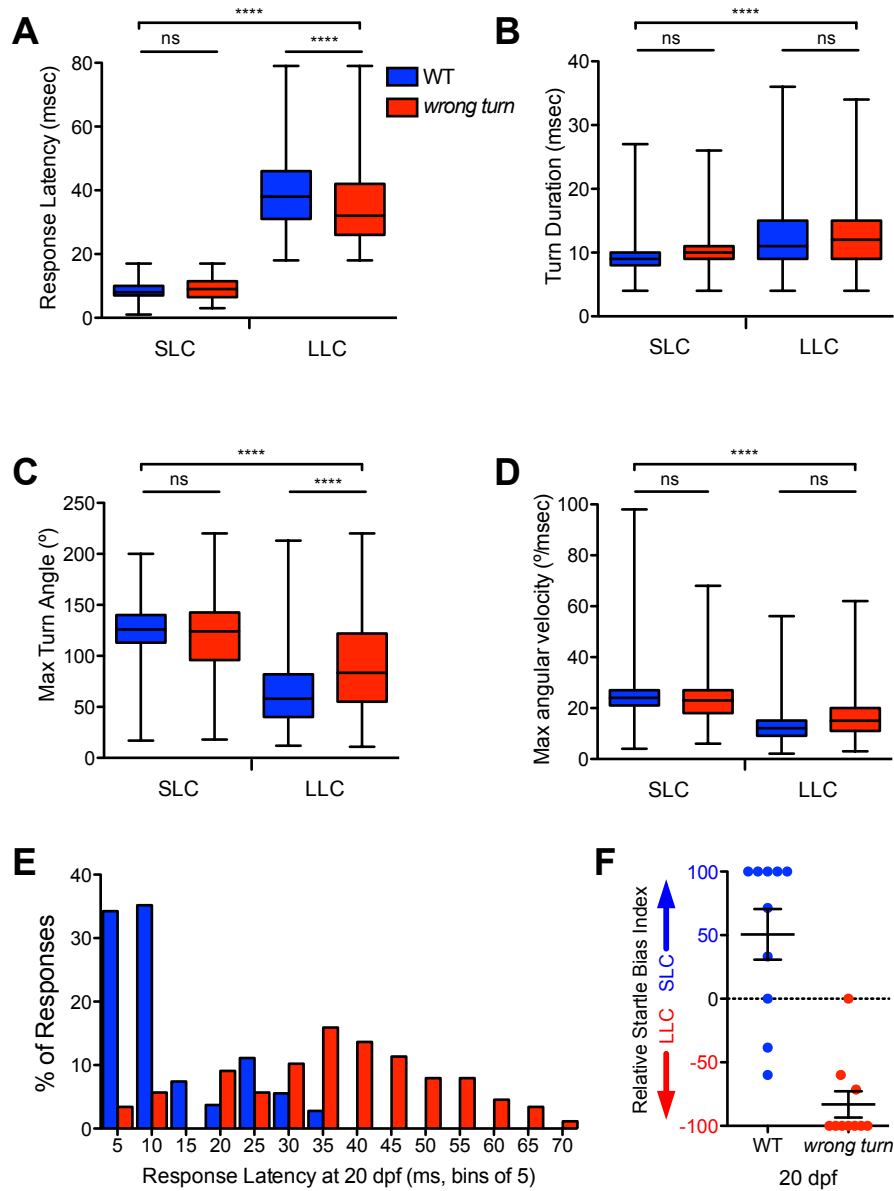 A
****
ns
****
Response Latency (msec)
80
60
40
20
0
SLC
LLC
WT
wrong turn
B
****
ns
ns
Turn Duration (msec)
40
30
20
10
0
SLC
LLC
C
****
ns
****
Max Turn Angle (º)
250
200
150
100
50
0
SLC
LLC
D
****
ns
ns
Max angular velocity (º/msec)
100
80
60
40
20
0
SLC
LLC
E
% of Responses
40
30
20
10
0
5 10 15 20 25 30 35 40 45 50 55 60 65 70
Response Latency at 20 dpf (ms, bins of 5)
F
Relative Startle Bias Index
LLC
SLC
100
50
0
-50
-100
WT
wrong turn
20 dpf